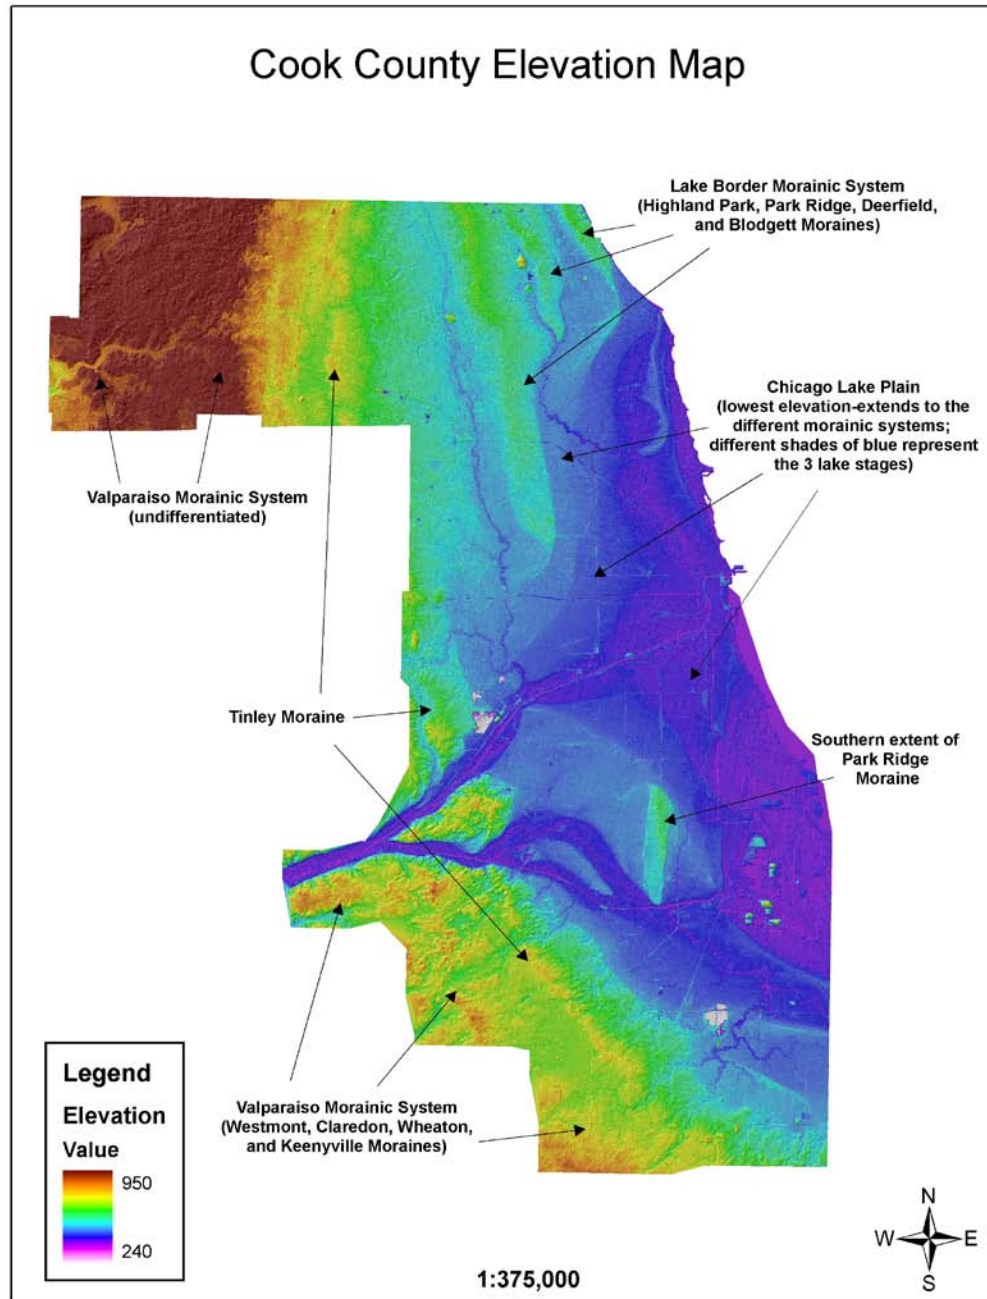 Cook County Elevation Map
Lake Border Morainic System
(Highland Park, Park Ridge, Deerfield,
and Blodgett Moraines)
Chicago Lake Plain
(lowest elevation-extends to the
different morainic systems;
different shades of blue represent
the 3 lake stages)
Valparaiso Morainic System
(undifferentiated)
Tinley Moraine
Southern extent of
Park Ridge
Moraine
Valparaiso Morainic System
(Westmont, Claredon, Wheaton,
and Keenyville Moraines)
Legend
Elevation
Value
950
240
1:375,000
N
W E
S